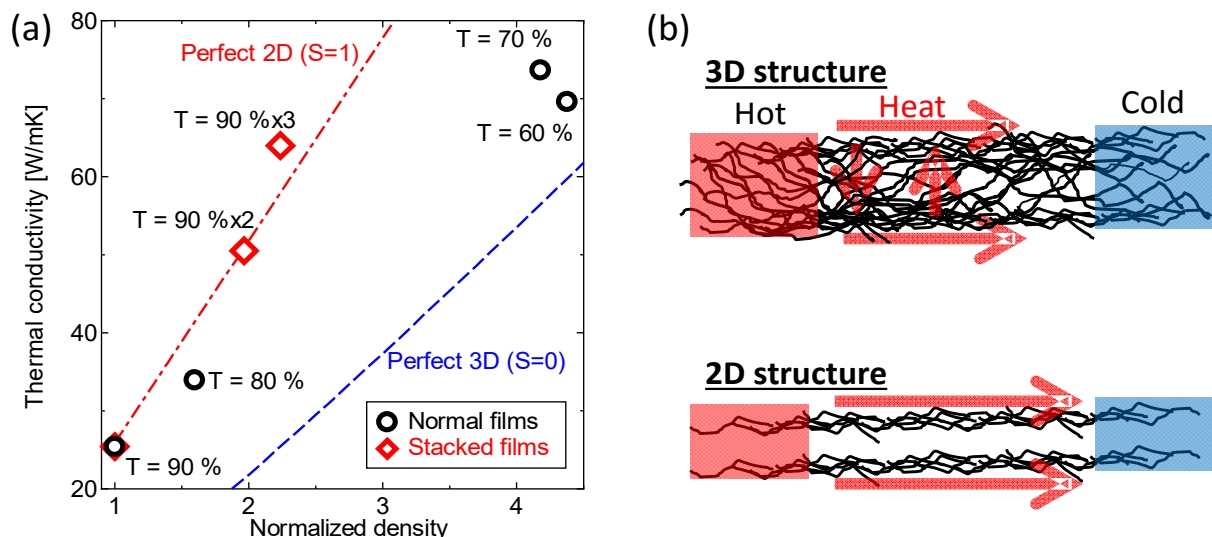 (a)
80
60
40
20
Thermal conductivity [W/mK]
1
2
3
4
Normalized density
Perfect 2D (S=1)
T = 70 %
T = 60 %
T = 90 %x3
T = 90 %x2
T = 80 %
T = 90 %
Perfect 3D (S=0)
Normal films
Stacked films
(b)
3D structure
Hot
Heat
Cold
2D structure